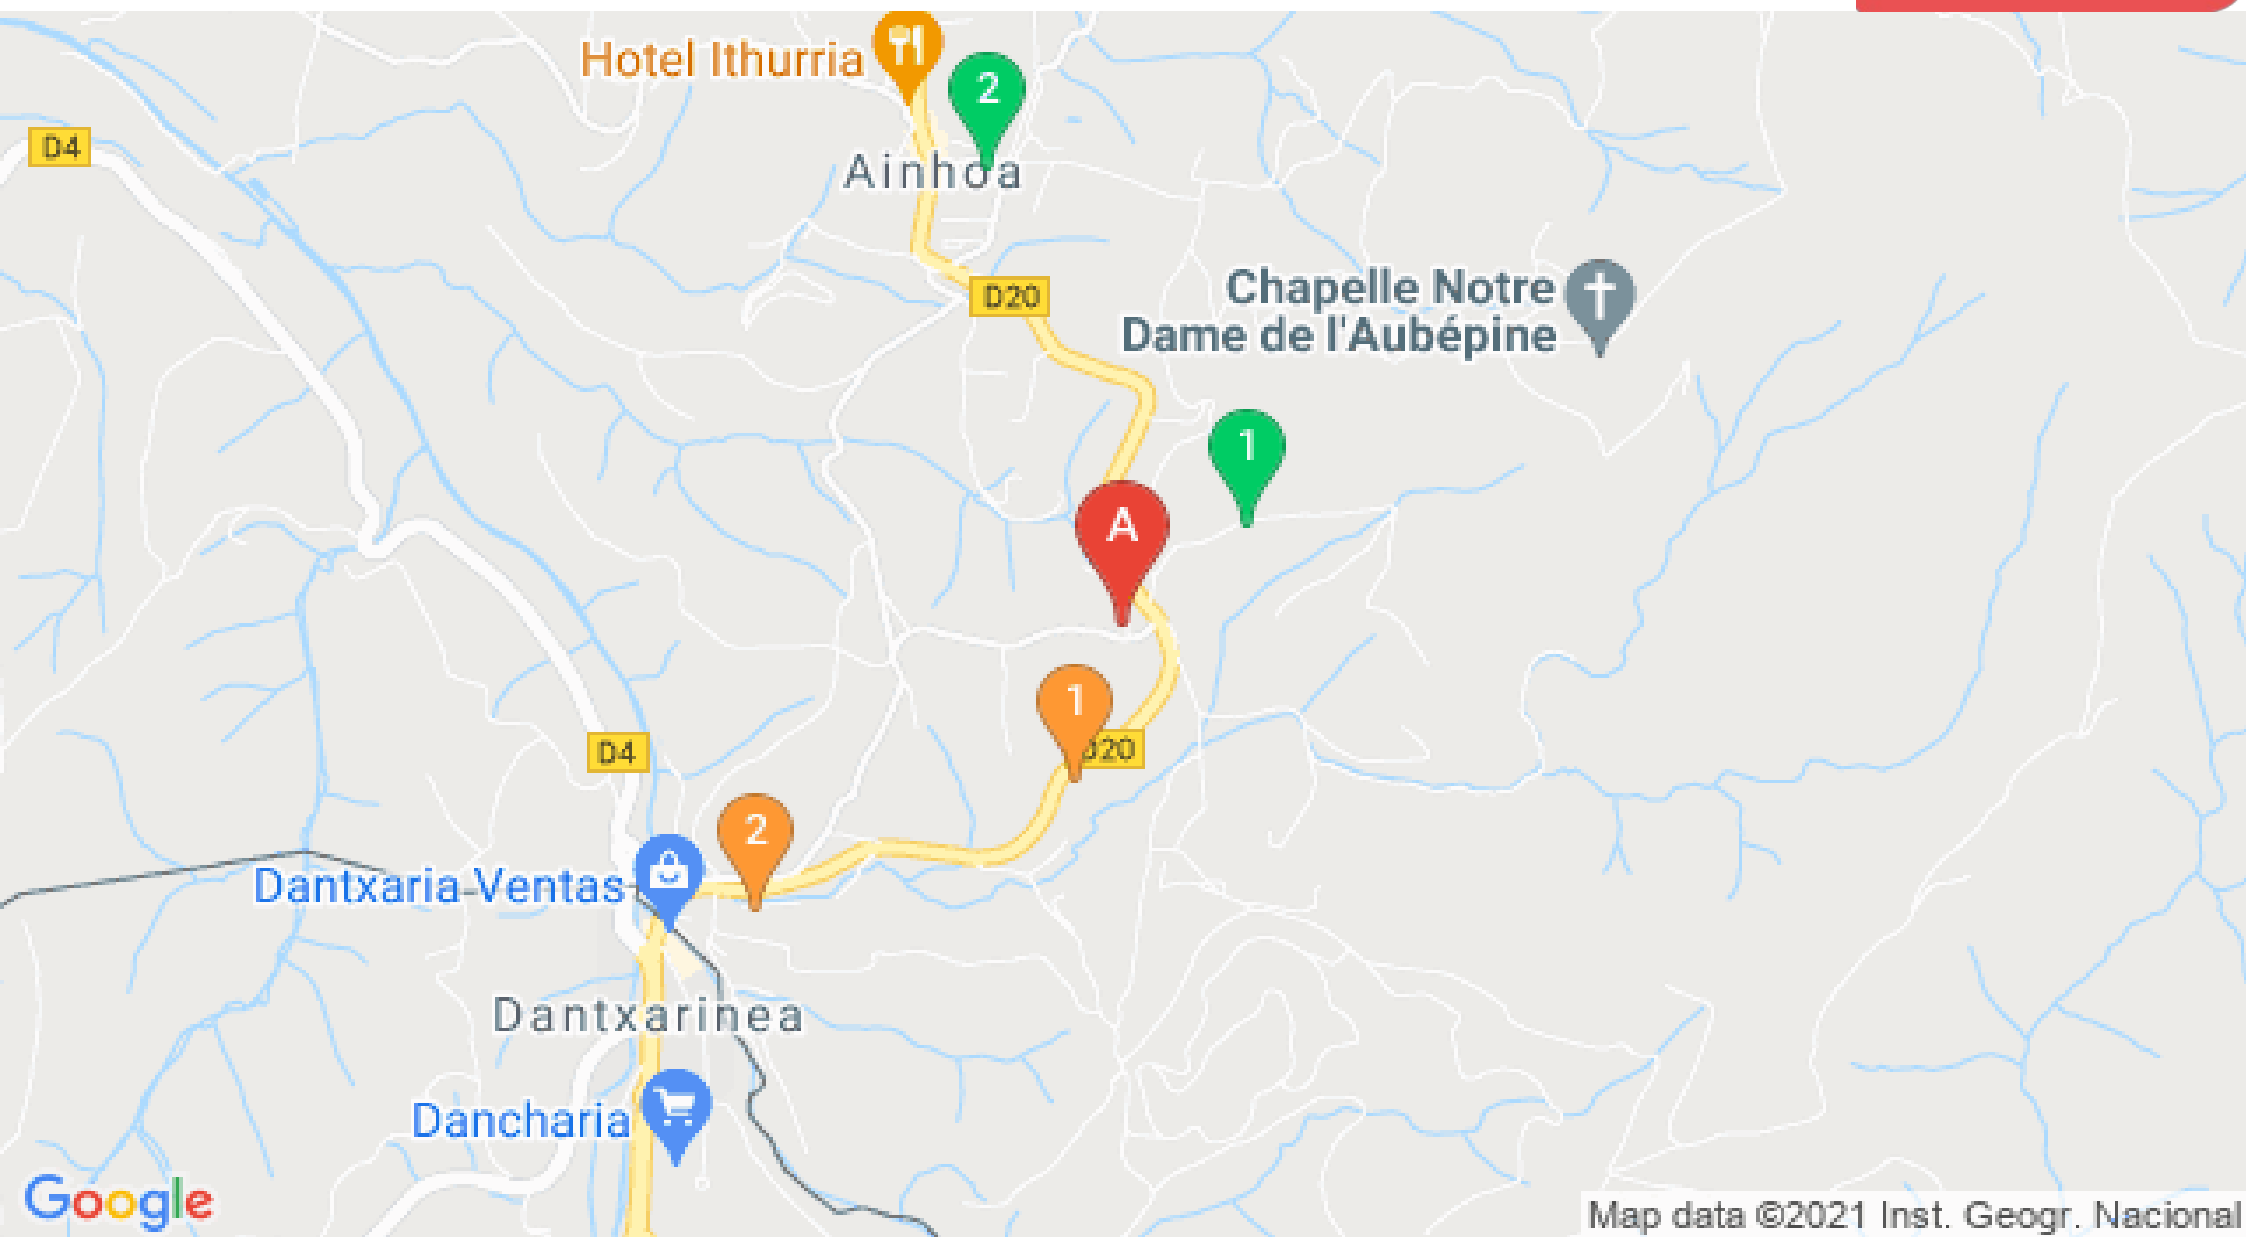 Hotel Ithurria
2
D4
Ainhoa
D20
Chapelle Notre
Dame de l'Aubépine
1
A
1
D20
D4
2
Dantxaria Ventas
Dantxarinea
Dancharia
Google
Map data ©2021 Inst. Geogr. Nacional